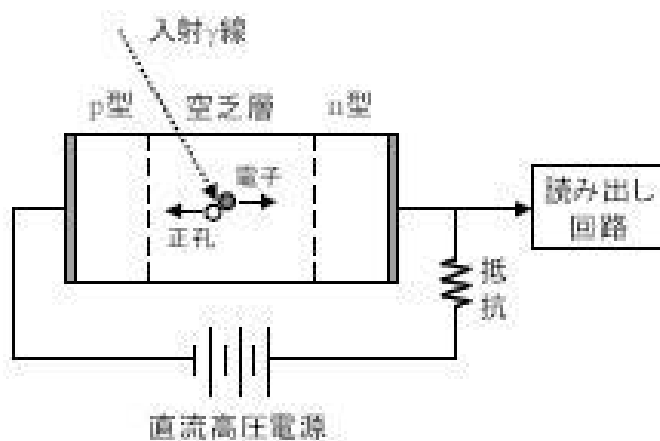 入射γ線
p型 空乏層 n型
電子
正孔
読み出し
回路
抵
抗
直流高圧電源